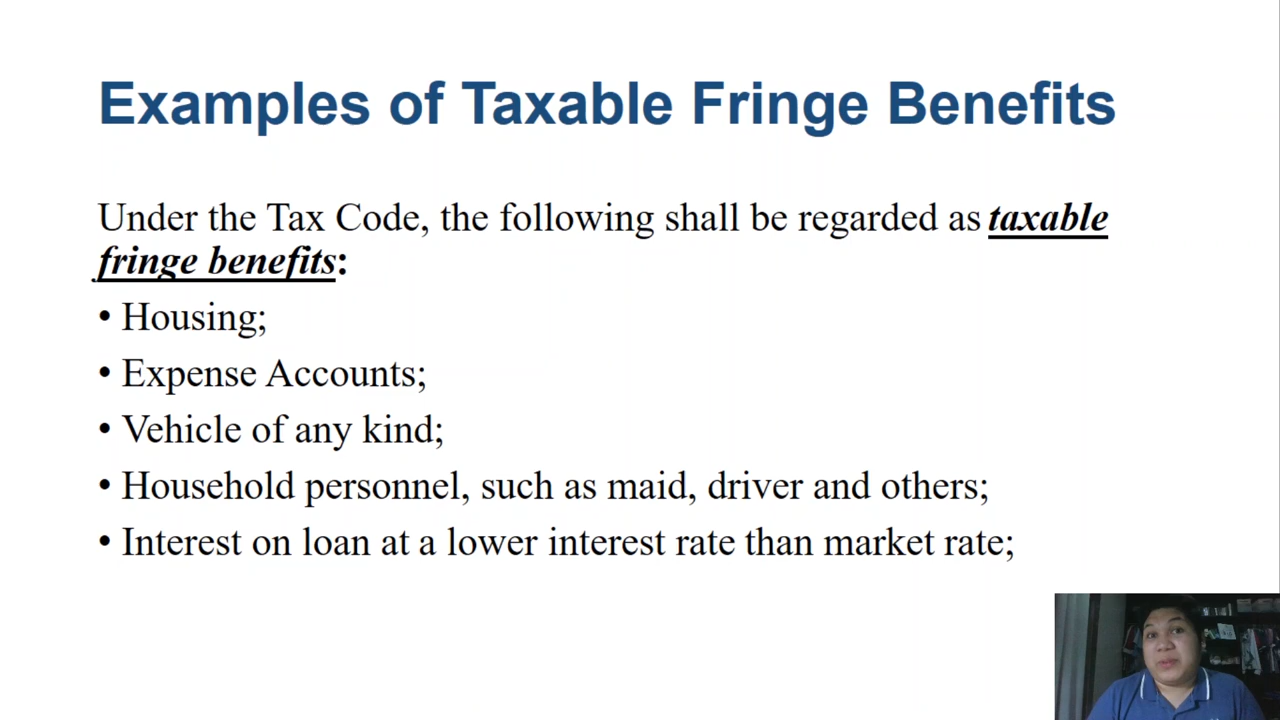 Examples of Taxable Fringe Benefits
Under the Tax Code, the following shall be regarded as taxable
fringe benefits:
• Housing;
• Expense Accounts;
• Vehicle of any kind;
• Household personnel, such as maid, driver and others;
• Interest on loan at a lower interest rate than market rate;